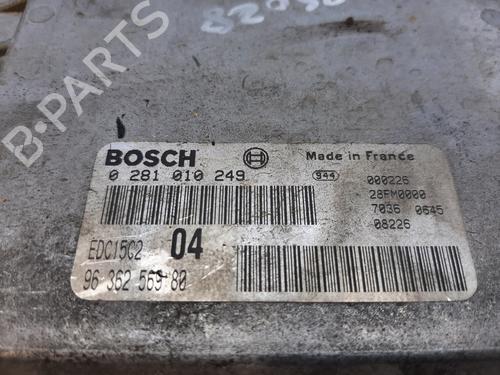 BOSCH
Made in France
0 281 010 249
944
000226
28FM0000
7036 0645
08226
EDC15C2 04
96 362 569 80
B-PARTS